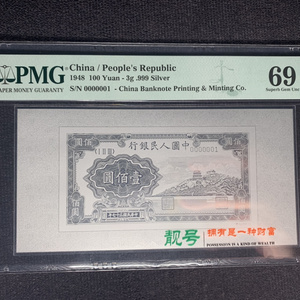 PMG
PAPER MONEY GUARANTY
China / People's Republic
1948 100 Yuan - 3g .999 Silver
S/N 0000001 - China Banknote Printing & Minting Co.
69
Superb Gem Unc
中國人民銀行
0000001
壹佰圓
靓号
拥有是一种财富
POSSESSION IS A KIND OF WEALTH